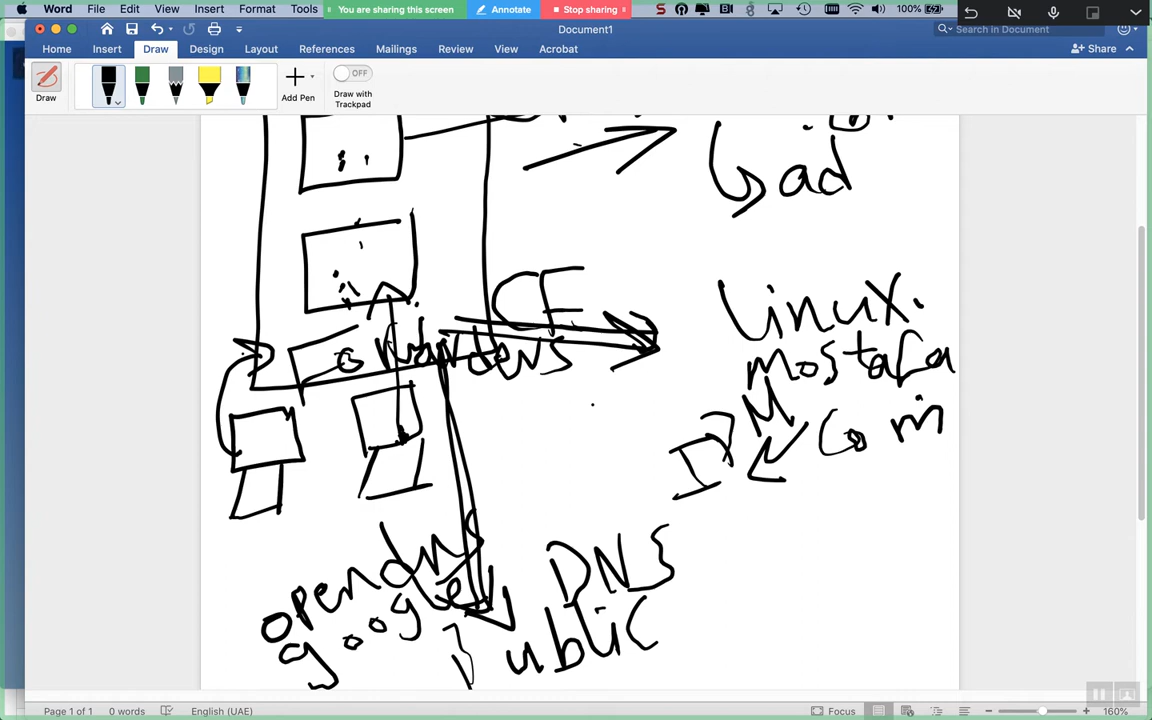 Word File Edit View Insert Format Tools You are sharing this screen Annotate Stop sharing 100%
Document1 Search in Document
Home Insert Draw Design Layout References Mailings Review View Acrobat Share
OFF
Draw Add Pen Draw with
Trackpad
ad
CF
Linux.
Mostafa
M
Com
IP
opendns
google
DNS
Public
Page 1 of 1 0 words English (UAE) Focus 160%